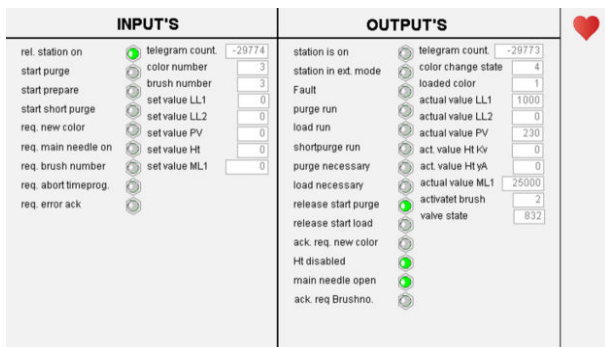 INPUT'S
rel. station on
start purge
start prepare
start short purge
req. new color
req. main needle on
req. brush number
req. abort timeprog.
req. error ack
telegram count. -29774
color number 3
brush number 3
set value LL1 0
set value LL2 0
set value PV 0
set value Ht 0
set value ML1 0
OUTPUT'S
station is on
station in ext. mode
Fault
purge run
load run
shortpurge run
purge necessary
load necessary
release start purge
release start load
ack. req. new color
Ht disabled
main needle open
ack. req Brushno.
telegram count. -29773
color change state 4
loaded color 1
actual value LL1 1000
actual value LL2 0
actual value PV 230
act. value Ht Kv 0
act. value Ht yA 0
actual value ML1 25000
activatet brush 2
valve state 832